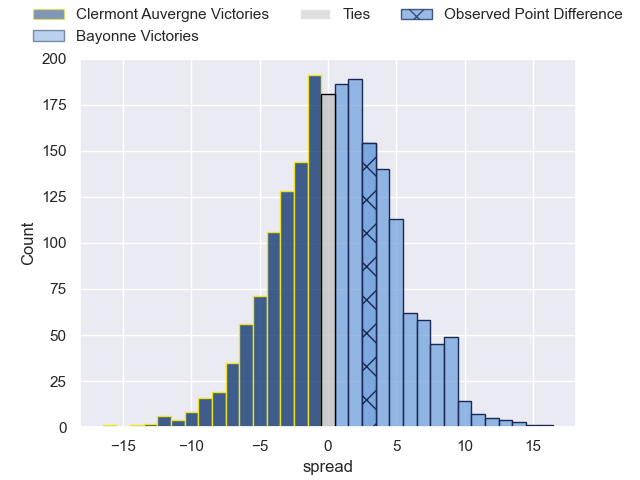 Clermont Auvergne Victories Ties Observed Point Difference
Bayonne Victories
200
175
150
125
100
75
50
25
0
Count
−15 −10 −5 0 5 10 15
spread